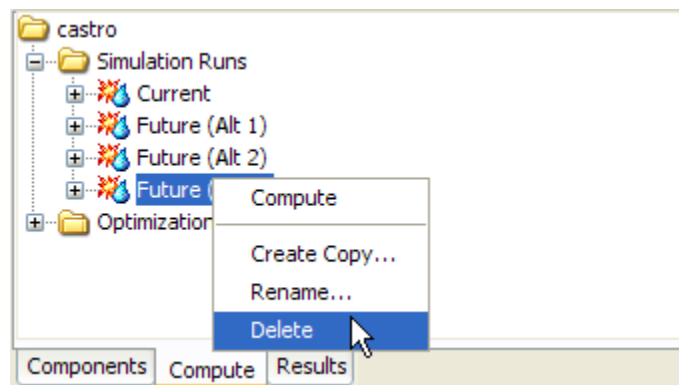 castro
Simulation Runs
Current
Future (Alt 1)
Future (Alt 2)
Future (
Optimization
Compute
Create Copy...
Rename...
Delete
Components Compute Results